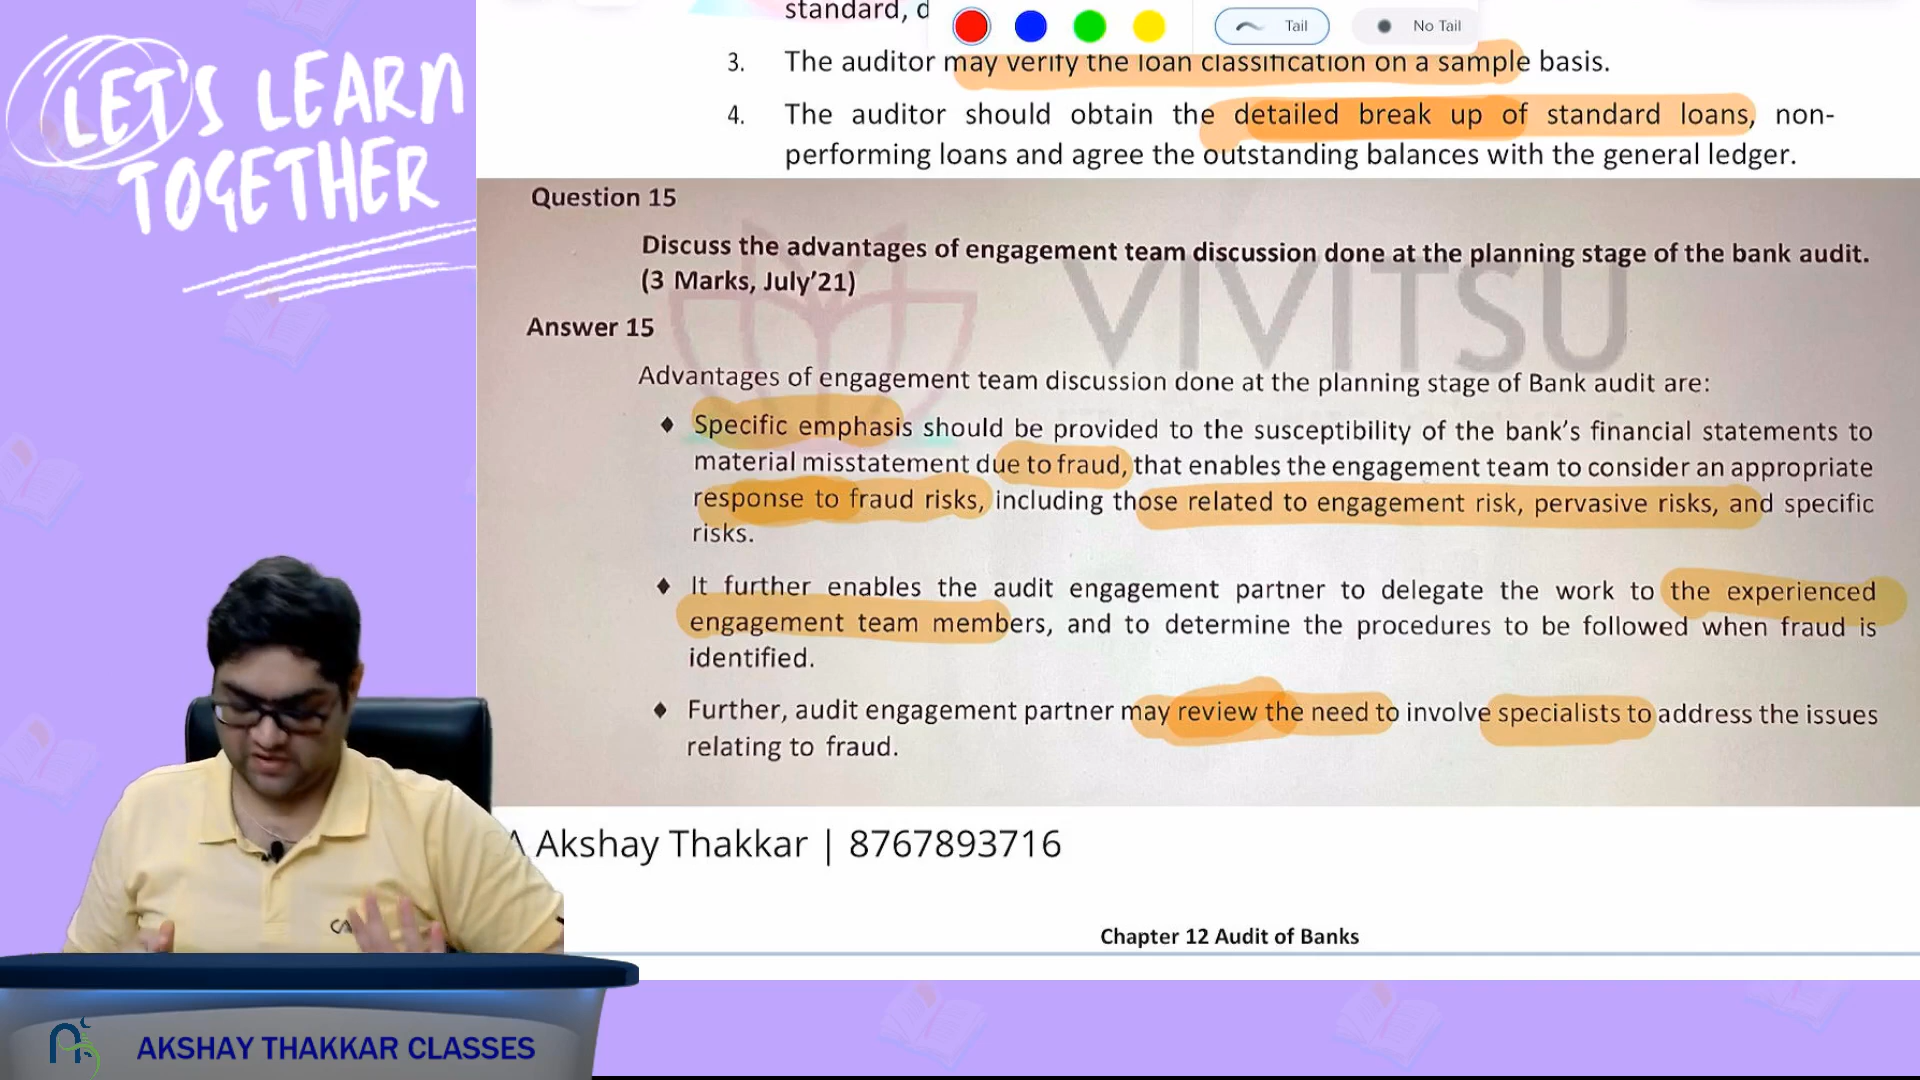 LET'S LEARN
TOGETHER
standard, d
Tail
No Tail
3. The auditor may verify the loan classification on a sample basis.
4. The auditor should obtain the detailed break up of standard loans, non-
performing loans and agree the outstanding balances with the general ledger.
Question 15
VIVITSU
Discuss the advantages of engagement team discussion done at the planning stage of the bank audit.
(3 Marks, July'21)
Answer 15
Advantages of engagement team discussion done at the planning stage of Bank audit are:
♦ Specific emphasis should be provided to the susceptibility of the bank's financial statements to
material misstatement due to fraud, that enables the engagement team to consider an appropriate
response to fraud risks, including those related to engagement risk, pervasive risks, and specific
risks.
♦ It further enables the audit engagement partner to delegate the work to the experienced
engagement team members, and to determine the procedures to be followed when fraud is
identified.
♦ Further, audit engagement partner may review the need to involve specialists to address the issues
relating to fraud.
Akshay Thakkar | 8767893716
CA
Chapter 12 Audit of Banks
AKSHAY THAKKAR CLASSES